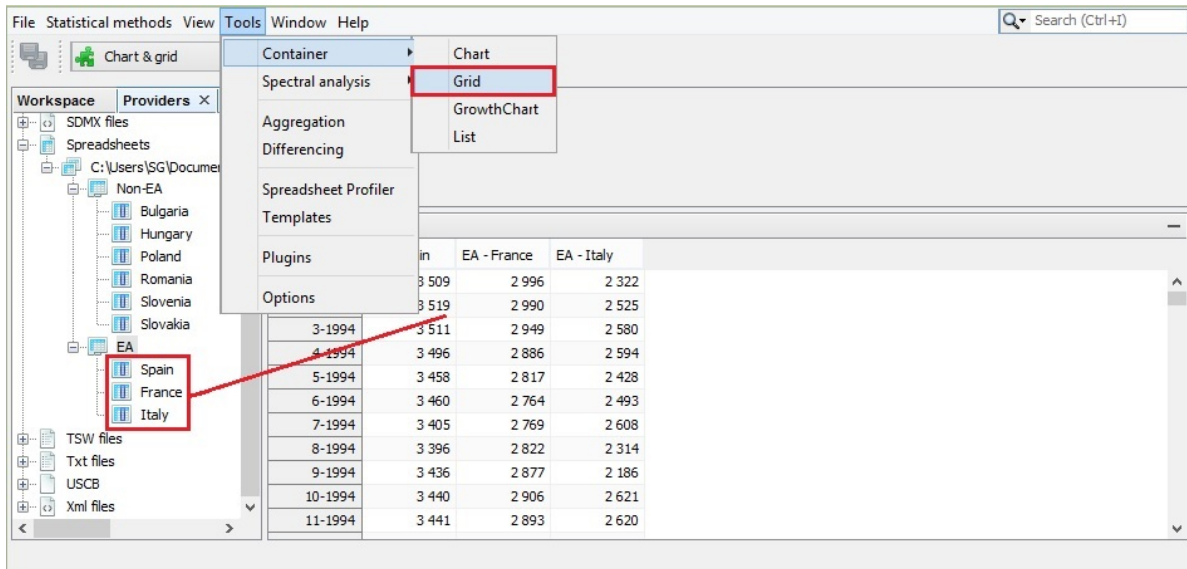 File Statistical methods View Tools Window Help
Search (Ctrl+I)
Chart & grid
Container
Spectral analysis
Aggregation
Differencing
Spreadsheet Profiler
Templates
Plugins
Options
Chart
Grid
GrowthChart
List
Workspace Providers
SDMX files
Spreadsheets
C:\Users\SG\Documen
Non-EA
Bulgaria
Hungary
Poland
Romania
Slovenia
Slovakia
EA
Spain
France
Italy
TSW files
Txt files
USCB
Xml files
in EA - France EA - Italy
3 509 2 996 2 322
3 519 2 990 2 525
3-1994 3 511 2 949 2 580
4-1994 3 496 2 886 2 594
5-1994 3 458 2 817 2 428
6-1994 3 460 2 764 2 493
7-1994 3 405 2 769 2 608
8-1994 3 396 2 822 2 314
9-1994 3 436 2 877 2 186
10-1994 3 440 2 906 2 621
11-1994 3 441 2 893 2 620